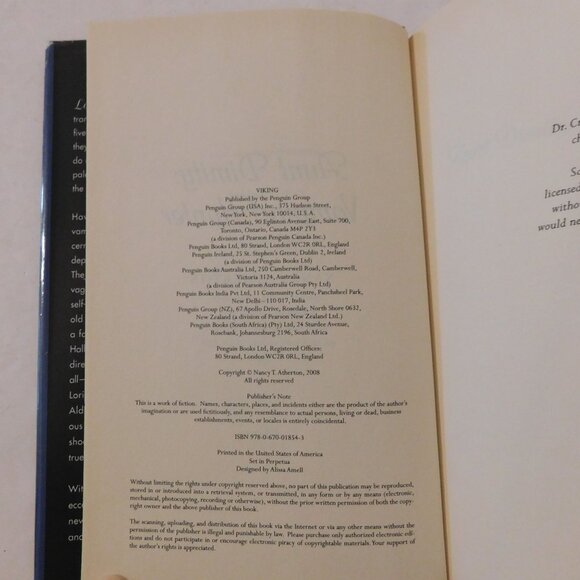 VIKING
Published by the Penguin Group
Penguin Group (USA) Inc., 375 Hudson Street,
New York, New York 10014, U.S.A.
Penguin Group (Canada), 90 Eglinton Avenue East, Suite 700,
Toronto, Ontario, Canada M4P 2Y3
(a division of Pearson Penguin Canada Inc.)
Penguin Books Ltd, 80 Strand, London WC2R 0RL, England
Penguin Ireland, 25 St. Stephen's Green, Dublin 2, Ireland
(a division of Penguin Books Ltd)
Penguin Books Australia Ltd, 250 Camberwell Road, Camberwell,
Victoria 3124, Australia
(a division of Pearson Australia Group Pty Ltd)
Penguin Books India Pvt Ltd, 11 Community Centre, Panchsheel Park,
New Delhi—110 017, India
Penguin Group (NZ), 67 Apollo Drive, Rosedale, North Shore 0632,
New Zealand (a division of Pearson New Zealand Ltd.)
Penguin Books (South Africa) (Pty) Ltd, 24 Sturdee Avenue,
Rosebank, Johannesburg 2196, South Africa
Penguin Books Ltd, Registered Offices:
80 Strand, London WC2R 0RL, England
Copyright © Nancy T. Atherton, 2008
All rights reserved
Publisher's Note
This is a work of fiction. Names, characters, places, and incidents either are the product of the author's
imagination or are used fictitiously, and any resemblance to actual persons, living or dead, business
establishments, events, or locales is entirely coincidental.
ISBN 978-0-670-01854-3
Printed in the United States of America
Set in Perpetua
Designed by Alissa Amell
Without limiting the rights under copyright reserved above, no part of this publication may be reproduced,
stored in or introduced into a retrieval system, or transmitted, in any form or by any means (electronic,
mechanical, photocopying, recording or otherwise), without the prior written permission of both the copy-
right owner and the above publisher of this book.
The scanning, uploading, and distribution of this book via the Internet or via any other means without the
permission of the publisher is illegal and punishable by law. Please purchase only authorized electronic edi-
tions and do not participate in or encourage electronic piracy of copyrightable materials. Your support of
the author's rights is appreciated.
Dr. Cr
ch
licensed
witho
would ne